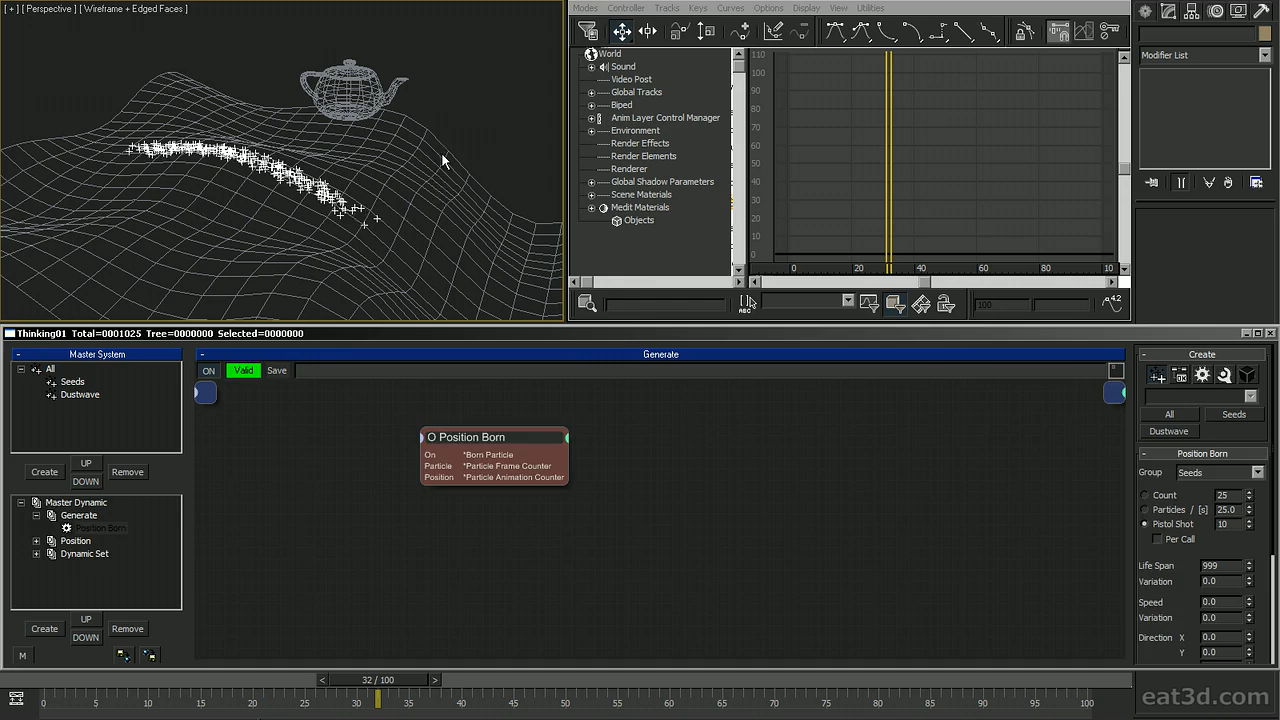 [ + ] [ Perspective ] [ Wireframe + Edged Faces ]
Modes Controller Tracks Keys Curves Options Display View Utilities
World
Sound
Video Post
Global Tracks
Biped
Anim Layer Control Manager
Environment
Render Effects
Render Elements
Renderer
Global Shadow Parameters
Scene Materials
Medit Materials
Objects
110
100
90
80
70
60
50
40
30
20
10
0
0 20 40 60 80 10
ABC
100
4.2
Modifier List
Thinking01 Total=0001025 Tree=0000000 Selected=0000000
- Master System
All
Seeds
Dustwave
Create UP DOWN Remove
Master Dynamic
Generate
Position Born
Position
Dynamic Set
Create UP DOWN Remove
M
- Generate
ON Valid Save
O Position Born
On *Born Particle
Particle *Particle Frame Counter
Position *Particle Animation Counter
- Create
All Seeds
Dustwave
- Position Born
Group Seeds
Count 25
Particles / [s] 25.0
Pistol Shot 10
Per Call
Life Span 999
Variation 0.0
Speed 0.0
Variation 0.0
Direction X 0.0
Y 0.0
< 32 / 100 >
0 5 10 15 20 25 30 35 40 45 50 55 60 65 70 75 80 85 90 95 100
eat3d.com